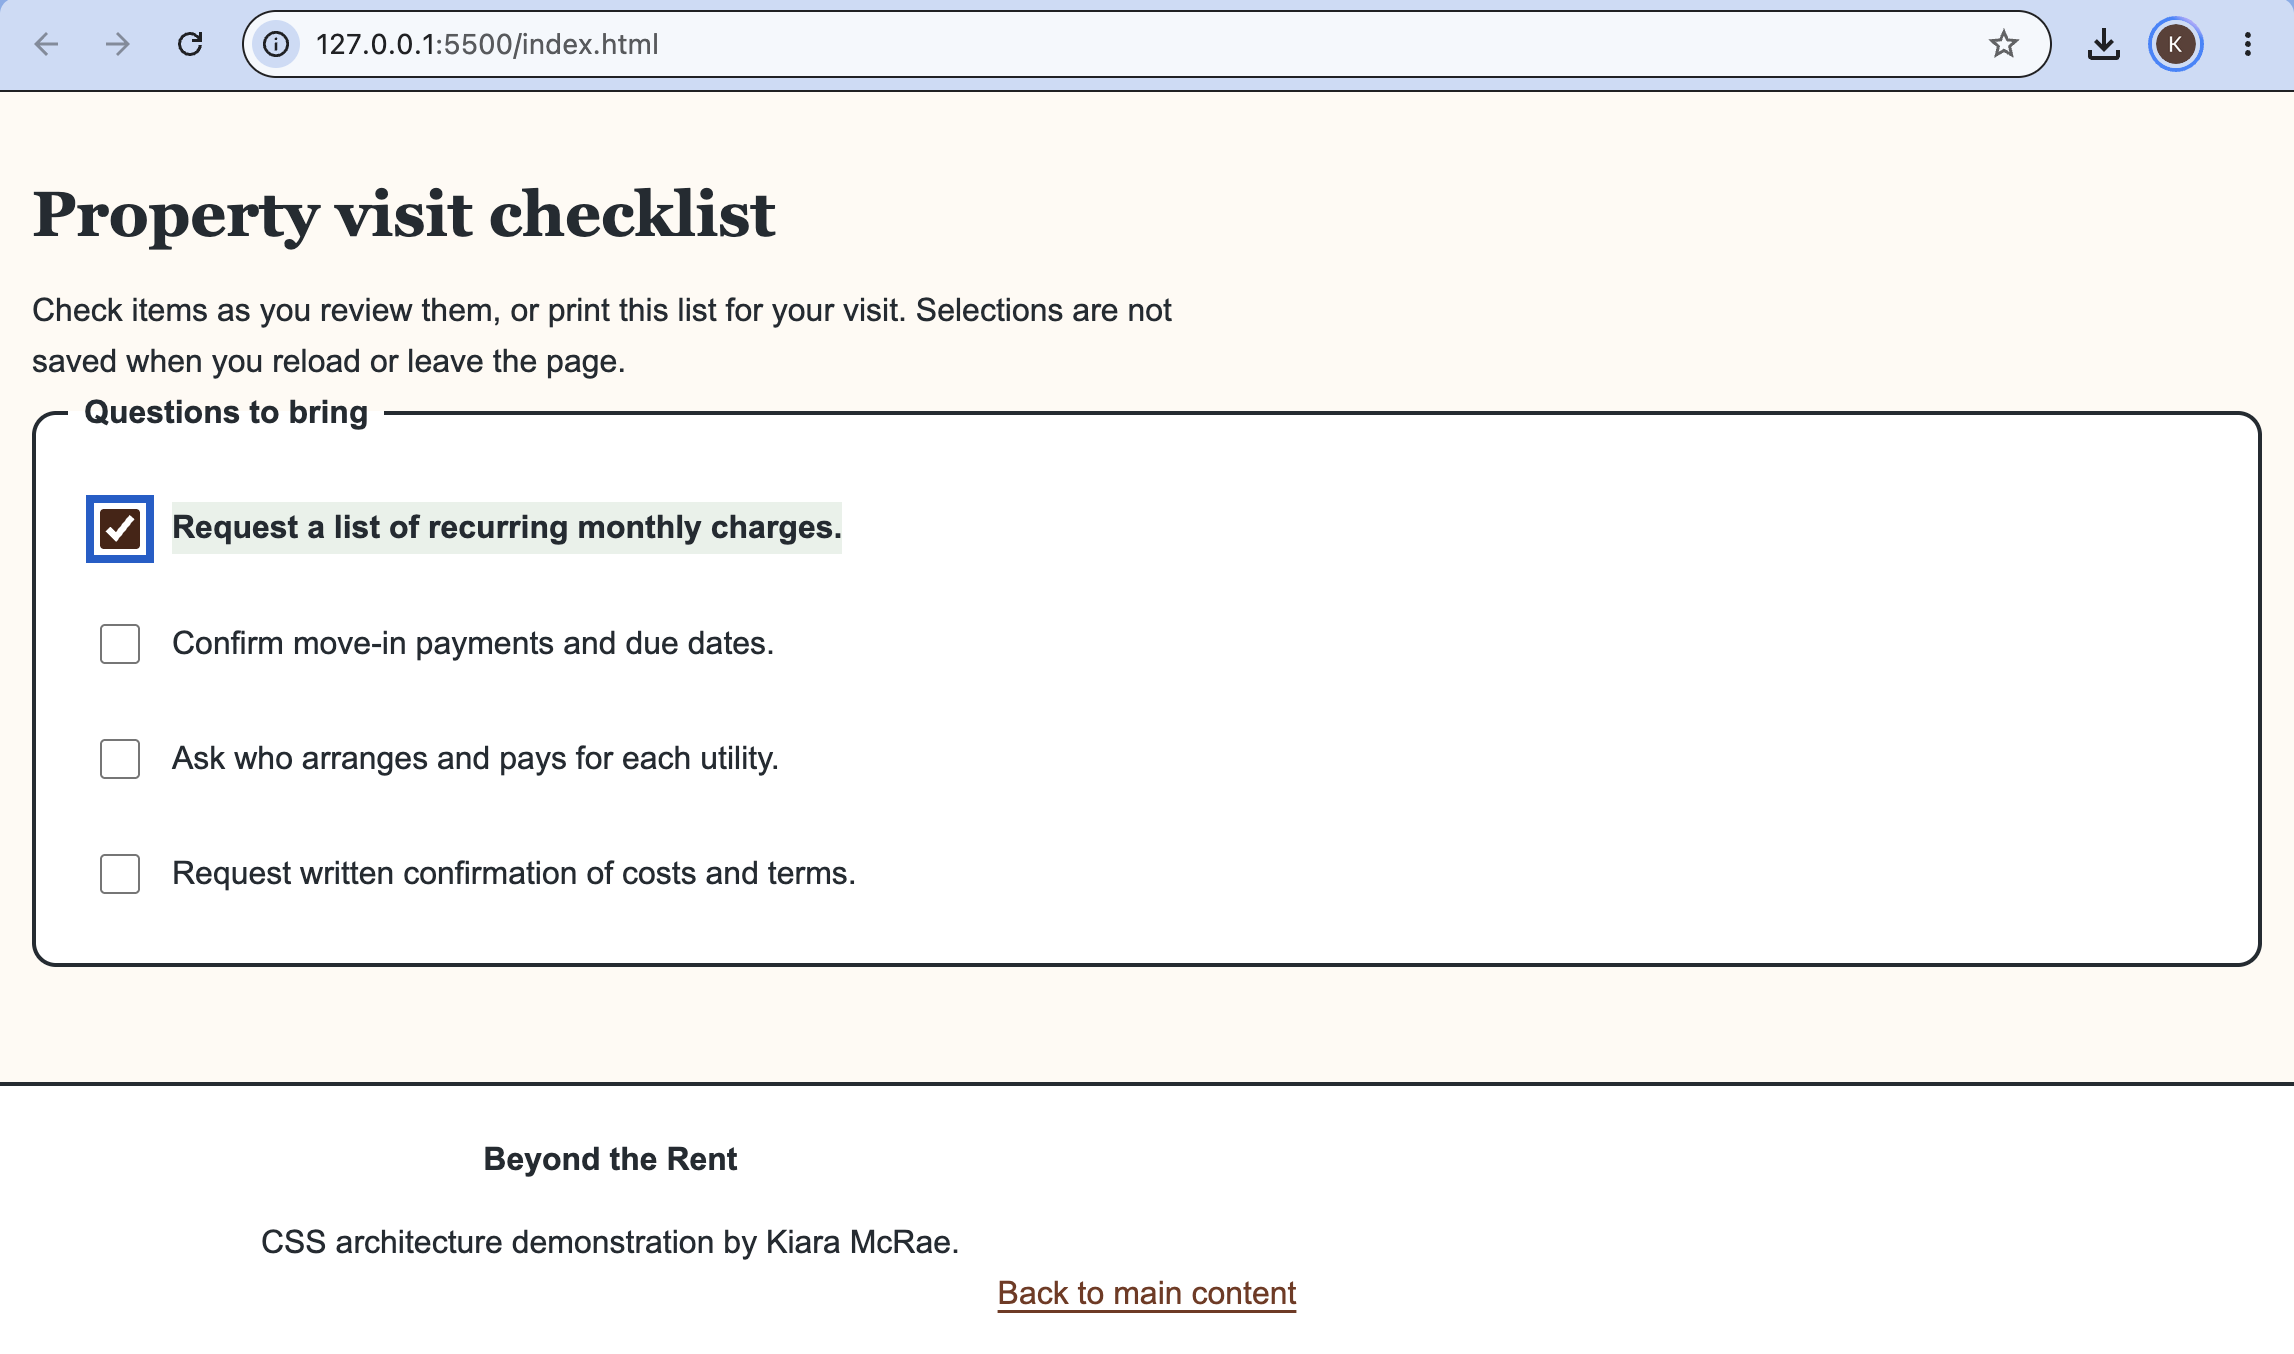 127.0.0.1:5500/index.html
K
Property visit checklist
Check items as you review them, or print this list for your visit. Selections are not
saved when you reload or leave the page.
Questions to bring
Request a list of recurring monthly charges.
Confirm move-in payments and due dates.
Ask who arranges and pays for each utility.
Request written confirmation of costs and terms.
Beyond the Rent
CSS architecture demonstration by Kiara McRae.
Back to main content